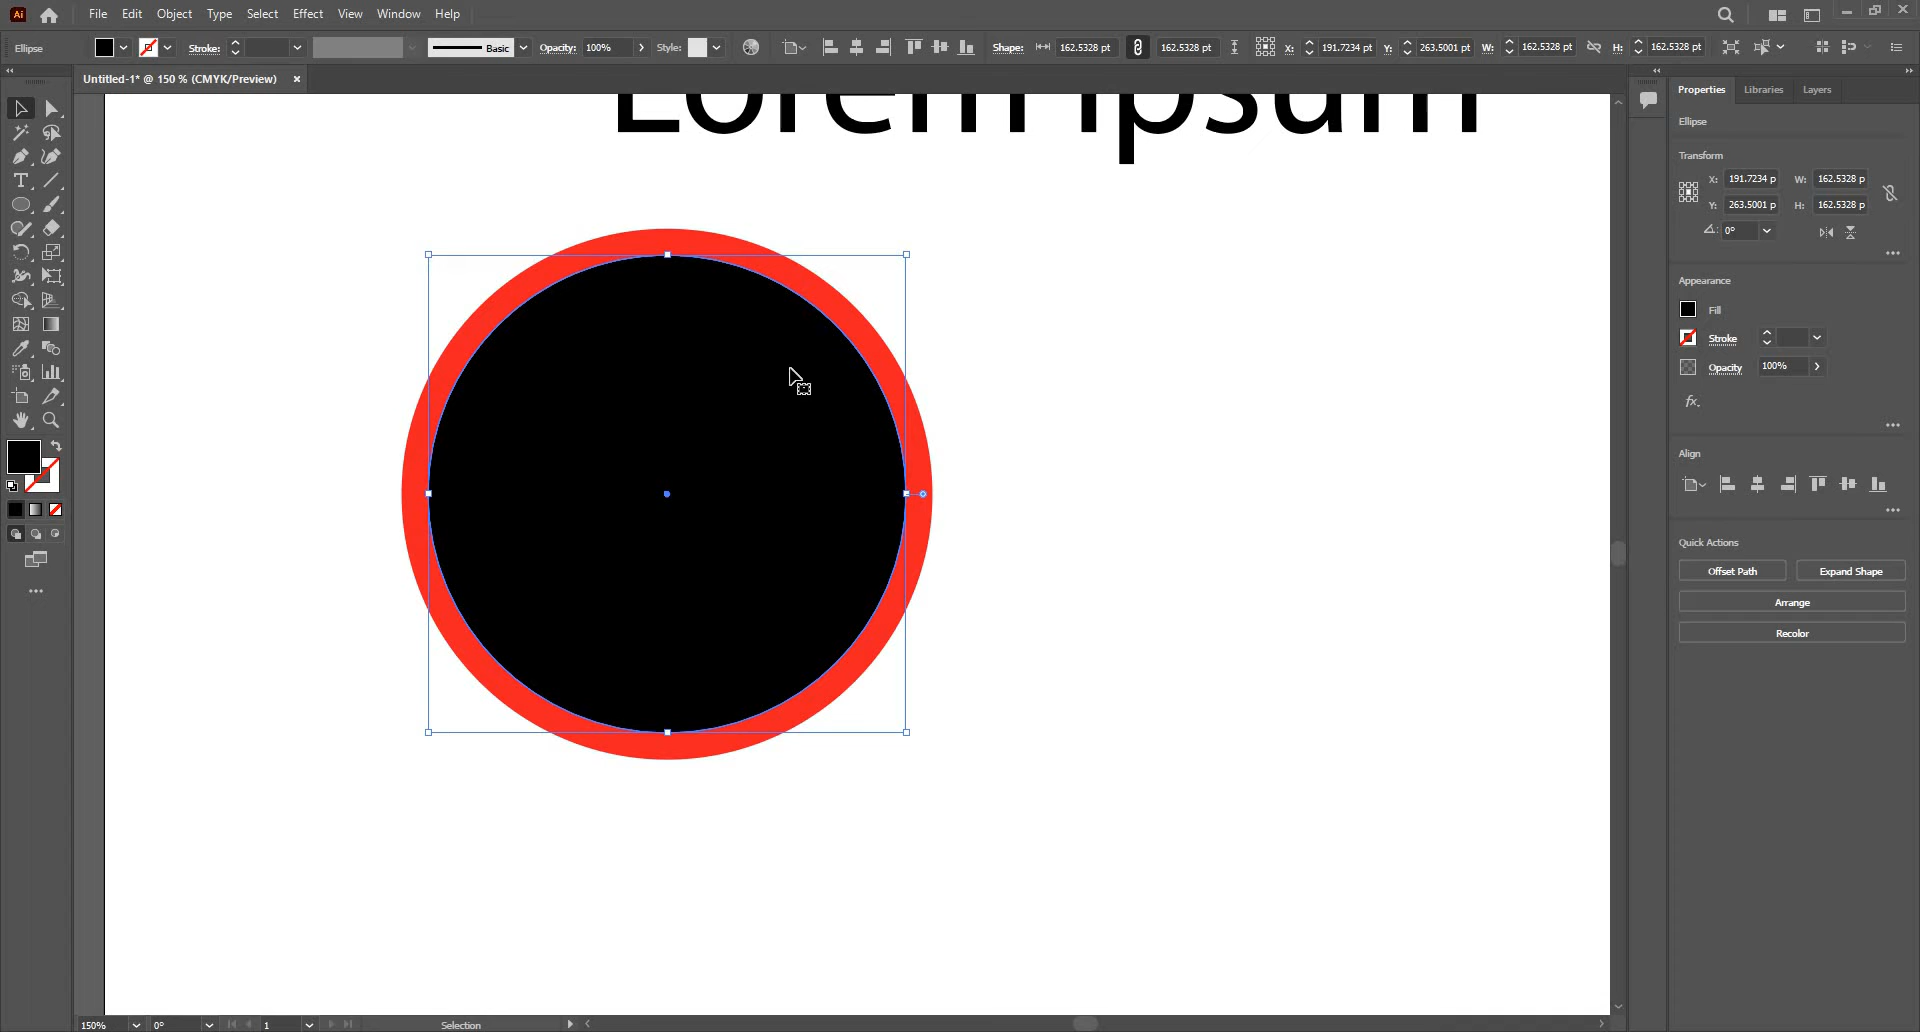 Ai File Edit Object Type Select Effect View Window Help
Ellipse Stroke: Basic Opacity: 100% Style: Shape: 162.5328 pt 162.5328 pt X: 191.7234 pt Y: 263.5001 pt W: 162.5328 pt H: 162.5328 pt
Untitled-1* @ 150 % (CMYK/Preview) ×
Lorem Ipsum
Properties Libraries Layers
Ellipse
Transform
X: 191.7234 p W: 162.5328 p
Y: 263.5001 p H: 162.5328 p
0°
Appearance
Fill
Stroke
Opacity 100%
fx.
Align
Quick Actions
Offset Path Expand Shape
Arrange
Recolor
150% 0° 1 Selection